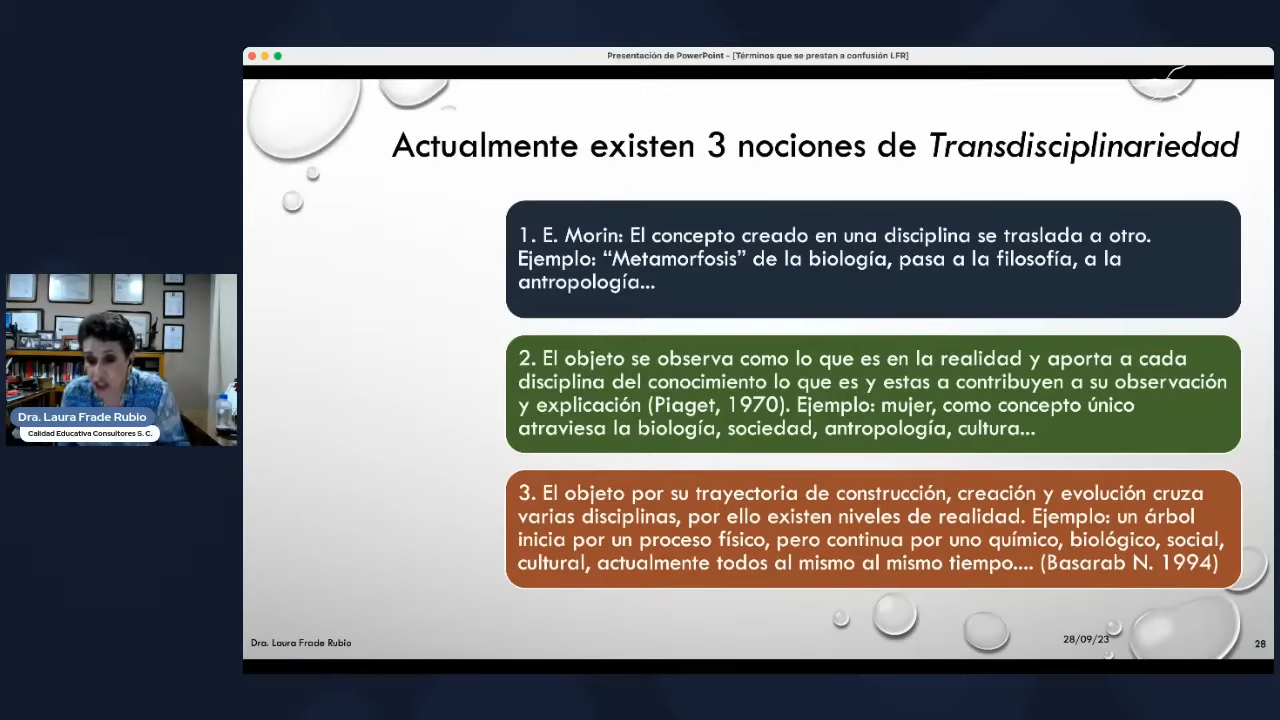 Presentación de PowerPoint - [Términos que se prestan a confusión LFR]
Actualmente existen 3 nociones de Transdisciplinariedad
1. E. Morin: El concepto creado en una disciplina se traslada a otro.
Ejemplo: “Metamorfosis” de la biología, pasa a la filosofía, a la
antropología...
2. El objeto se observa como lo que es en la realidad y aporta a cada
disciplina del conocimiento lo que es y estas a contribuyen a su observación
y explicación (Piaget, 1970). Ejemplo: mujer, como concepto único
atraviesa la biología, sociedad, antropología, cultura...
3. El objeto por su trayectoria de construcción, creación y evolución cruza
varias disciplinas, por ello existen niveles de realidad. Ejemplo: un árbol
inicia por un proceso físico, pero continua por uno químico, biológico, social,
cultural, actualmente todos al mismo al mismo tiempo.... (Basarab N. 1994)
Dra. Laura Frade Rubio
Calidad Educativa Consultores S. C.
Dra. Laura Frade Rubio
28/09/23
28